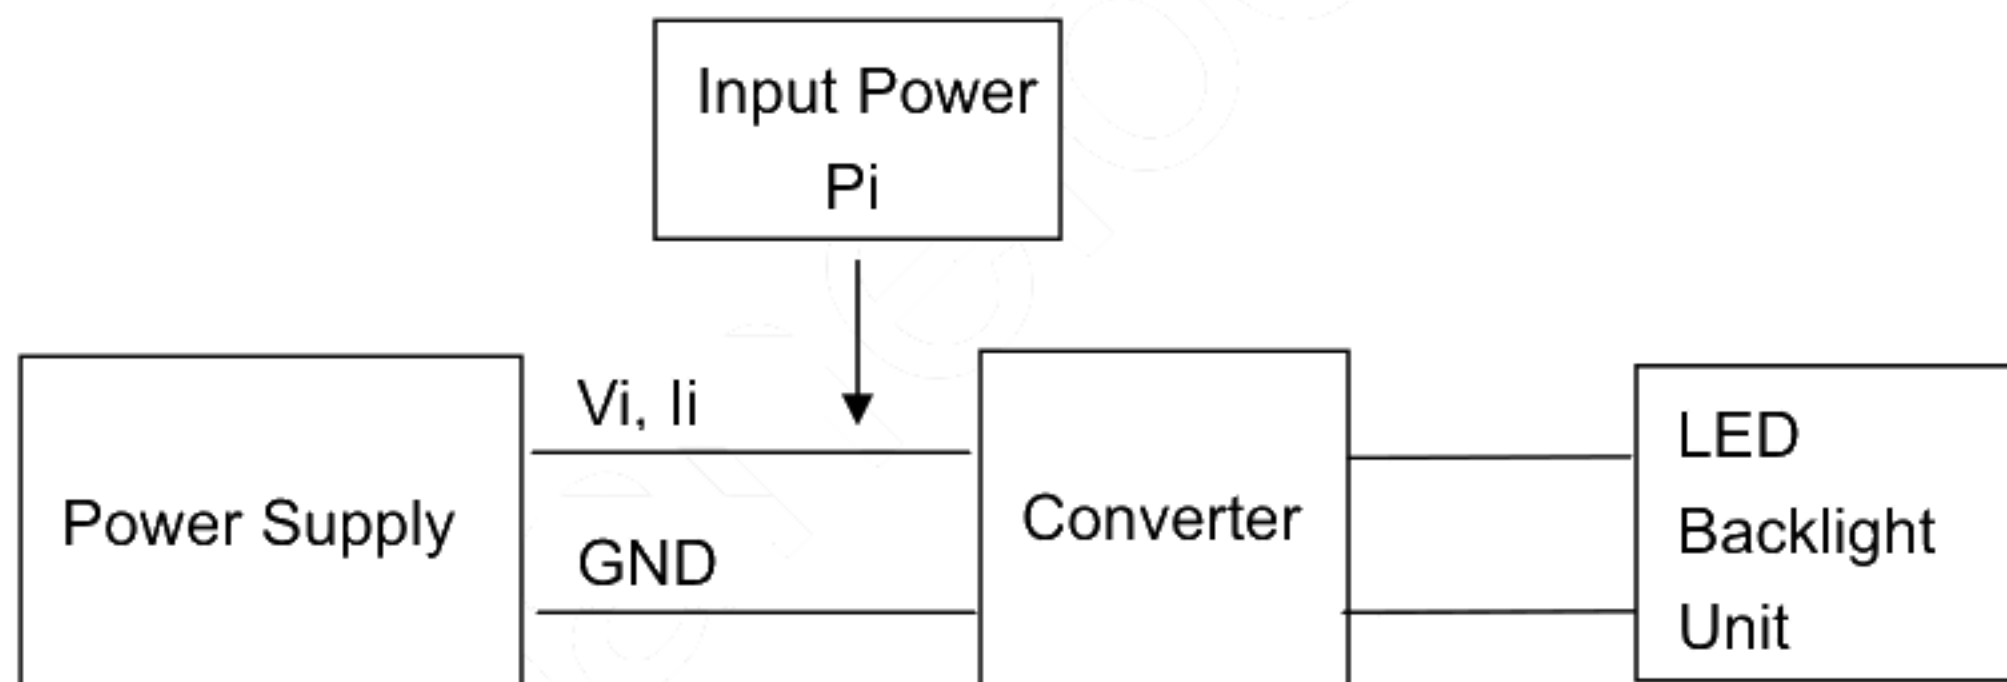 Input Power
Pi
Vi, Ii
Power Supply
GND
Converter
LED
Backlight
Unit